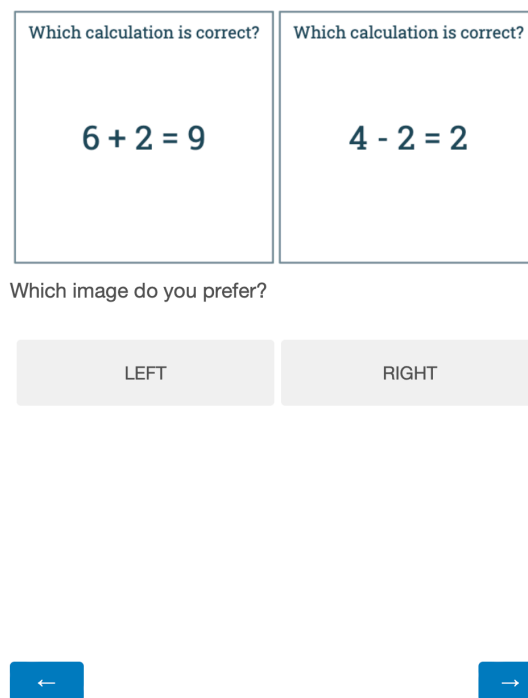 Which calculation is correct?
Which calculation is correct?
6 + 2 = 9
4 - 2 = 2
Which image do you prefer?
LEFT
RIGHT
←
→